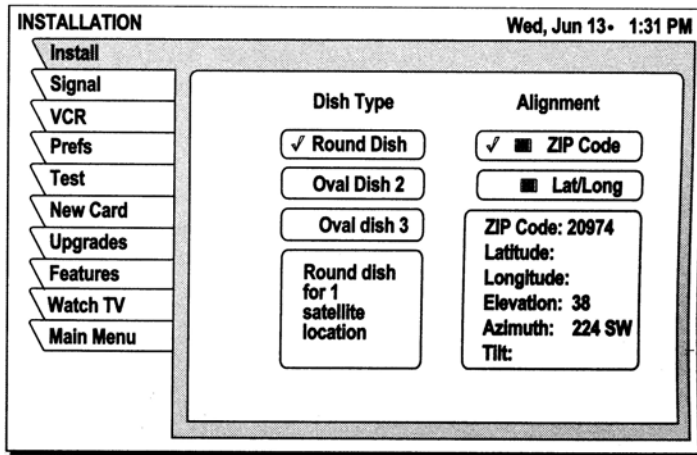 INSTALLATION
Wed, Jun 13• 1:31 PM
Install
Signal
VCR
Prefs
Test
New Card
Upgrades
Features
Watch TV
Main Menu
Dish Type
✓ Round Dish
Oval Dish 2
Oval dish 3
Round dish
for 1
satellite
location
Alignment
✓ ZIP Code
Lat/Long
ZIP Code: 20974
Latitude:
Longitude:
Elevation: 38
Azimuth: 224 SW
Tilt: